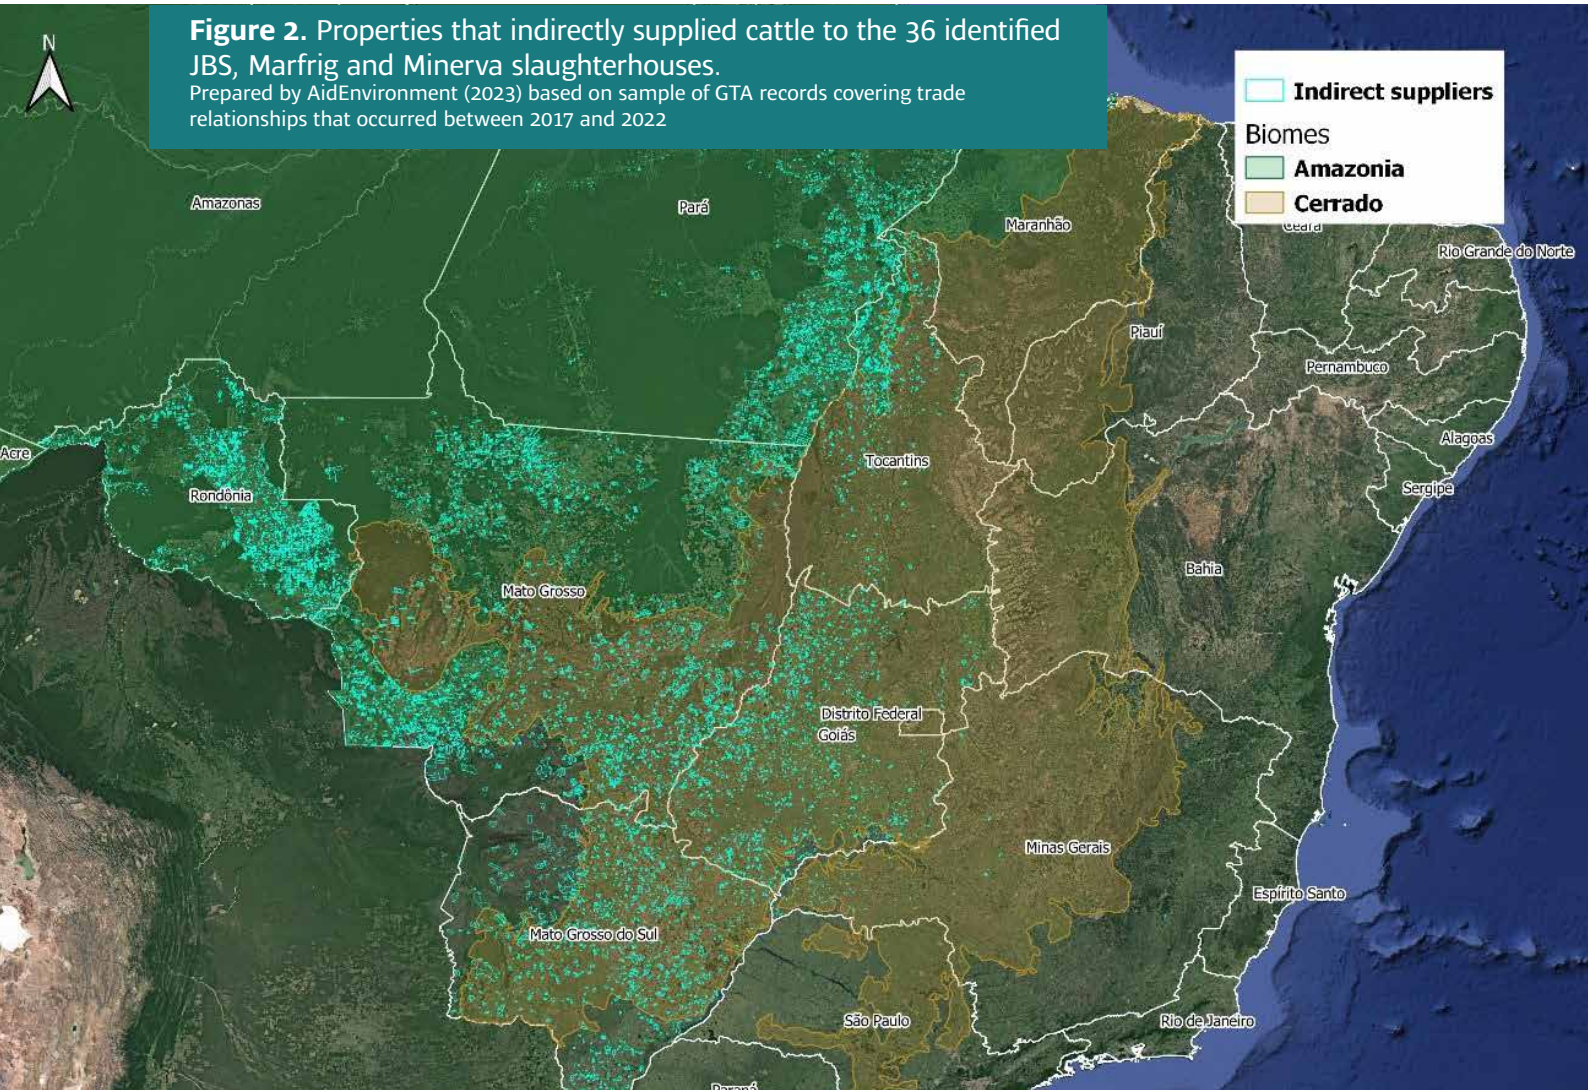 Figure 2. Properties that indirectly supplied cattle to the 36 identified
JBS, Marfrig and Minerva slaughterhouses.
Prepared by AidEnvironment (2023) based on sample of GTA records covering trade
relationships that occurred between 2017 and 2022
N
Indirect suppliers
Biomes
Amazonia
Cerrado
Amazonas
Pará
Maranhão
Ceará
Rio Grande do Norte
Piauí
Pernambuco
Acre
Rondônia
Tocantins
Alagoas
Sergipe
Mato Grosso
Bahia
Distrito Federal
Goiás
Minas Gerais
Espírito Santo
Mato Grosso do Sul
São Paulo
Rio de Janeiro
Paraná